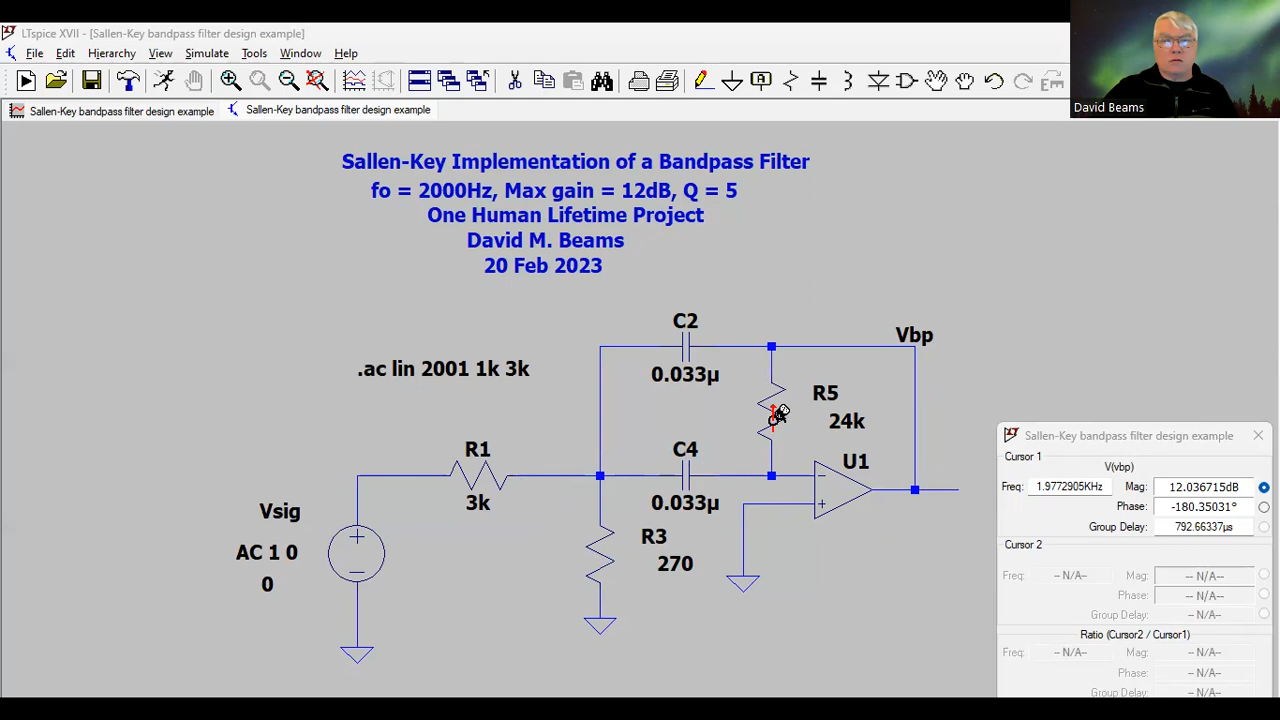 LTspice XVII - [Sallen-Key bandpass filter design example]
File Edit Hierarchy View Simulate Tools Window Help
Sallen-Key bandpass filter design example
Sallen-Key bandpass filter design example
David Beams
Sallen-Key Implementation of a Bandpass Filter
fo = 2000Hz, Max gain = 12dB, Q = 5
One Human Lifetime Project
David M. Beams
20 Feb 2023
C2
Vbp
.ac lin 2001 1k 3k
0.033µ
R5
24k
R1
C4
U1
3k
0.033µ
Vsig
R3
AC 1 0
270
0
Sallen-Key bandpass filter design example
Cursor 1
V(vbp)
Freq: 1.9772905KHz Mag: 12.036715dB
Phase: -180.35031°
Group Delay: 792.66337µs
Cursor 2
Freq: -- N/A-- Mag: -- N/A--
Phase: -- N/A--
Group Delay: -- N/A--
Ratio (Cursor2 / Cursor1)
Freq: -- N/A-- Mag: -- N/A--
Phase: -- N/A--
Group Delay: -- N/A--